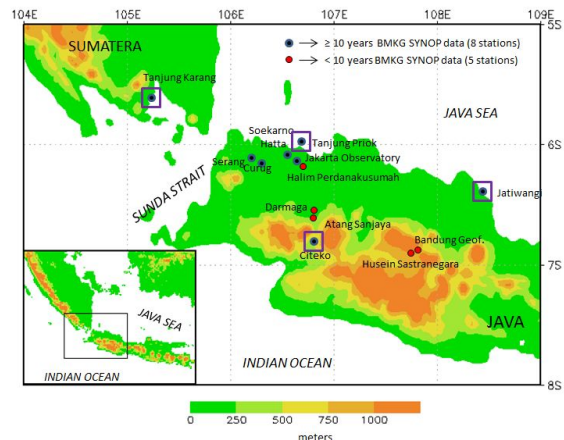 104E 105E 106E 107E 108E 109E
5S
SUMATERA
≥ 10 years BMKG SYNOP data (8 stations)
< 10 years BMKG SYNOP data (5 stations)
Tanjung Karang
JAVA SEA
Soekarno
Hatta
Tanjung Priok
6S
Serang
Curug
Jakarta Observatory
Halim Perdanakusumah
SUNDA STRAIT
Jatiwangi
Darmaga
Atang Sanjaya
Citeko
Bandung Geof.
Husein Sastranegara
7S
JAVA SEA
INDIAN OCEAN
INDIAN OCEAN
JAVA
8S
0 250 500 750 1000
meters